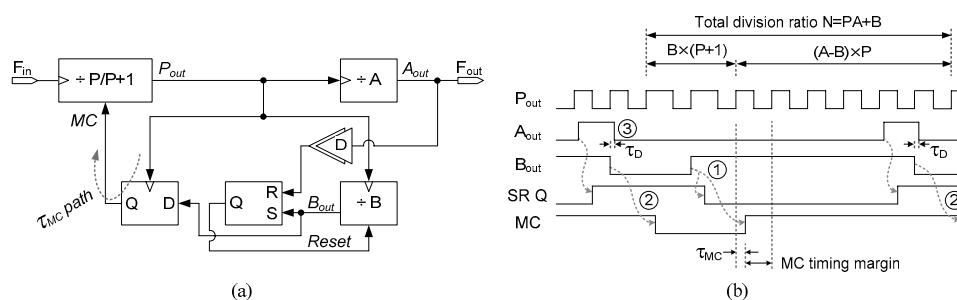 F_in
÷ P/P+1
P_out
÷ A
A_out
F_out
MC
D
τ_MC path
Q
D
Q
R
S
B_out
÷ B
Reset
(a)
Total division ratio N=PA+B
B×(P+1)
(A-B)×P
P_out
A_out
③
τ_D
τ_D
B_out
①
SR Q
②
②
MC
τ_MC
MC timing margin
(b)